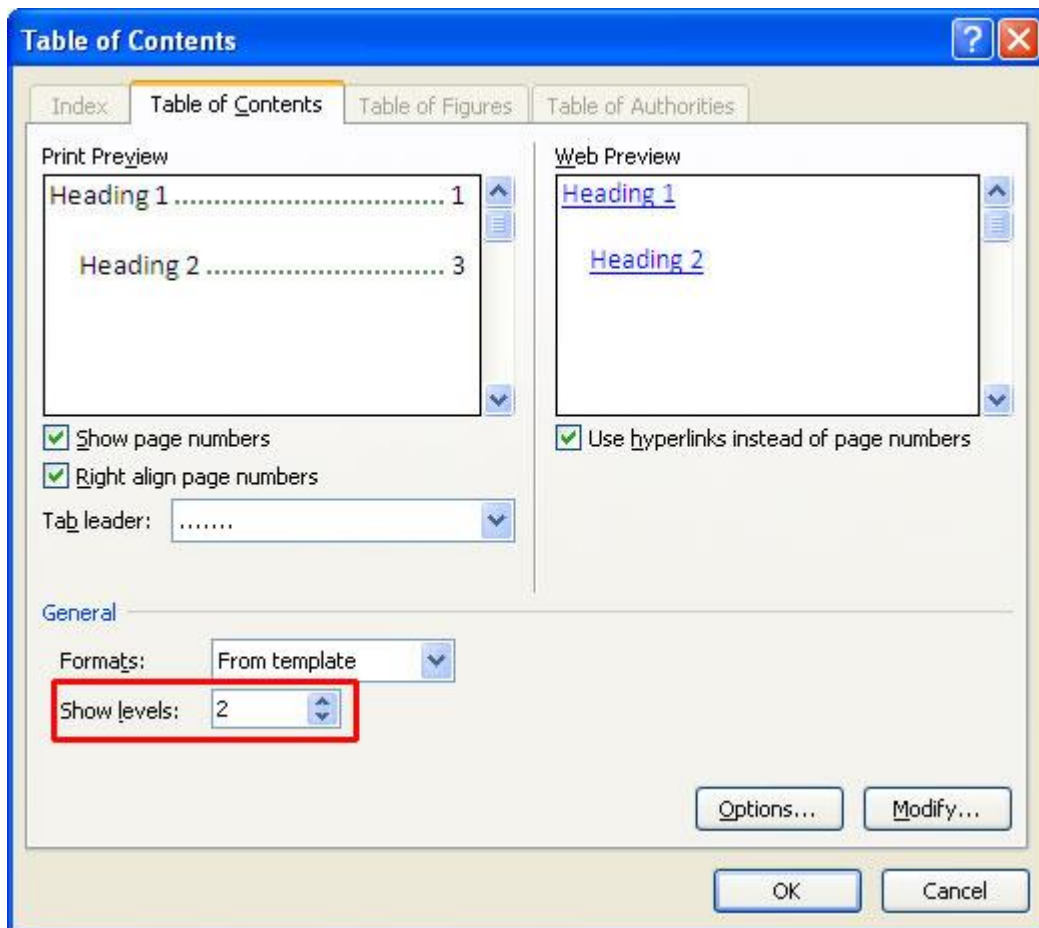 Table of Contents
Index Table of Contents Table of Figures Table of Authorities
Print Preview
Heading 1 ................................. 1
Heading 2 ............................. 3
Show page numbers
Right align page numbers
Tab leader: .......
Web Preview
Heading 1
Heading 2
Use hyperlinks instead of page numbers
General
Formats: From template
Show levels: 2
Options... Modify...
OK Cancel